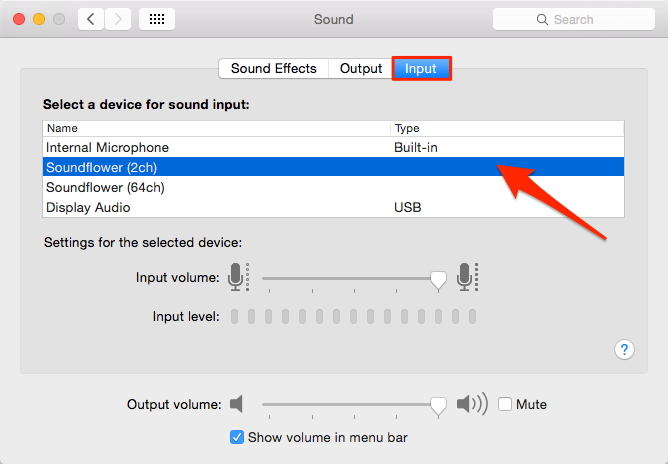 Sound
Search
Sound Effects Output Input
Select a device for sound input:
Name Type
Internal Microphone Built-in
Soundflower (2ch)
Soundflower (64ch)
Display Audio USB
Settings for the selected device:
Input volume:
Input level:
?
Output volume: Mute
Show volume in menu bar